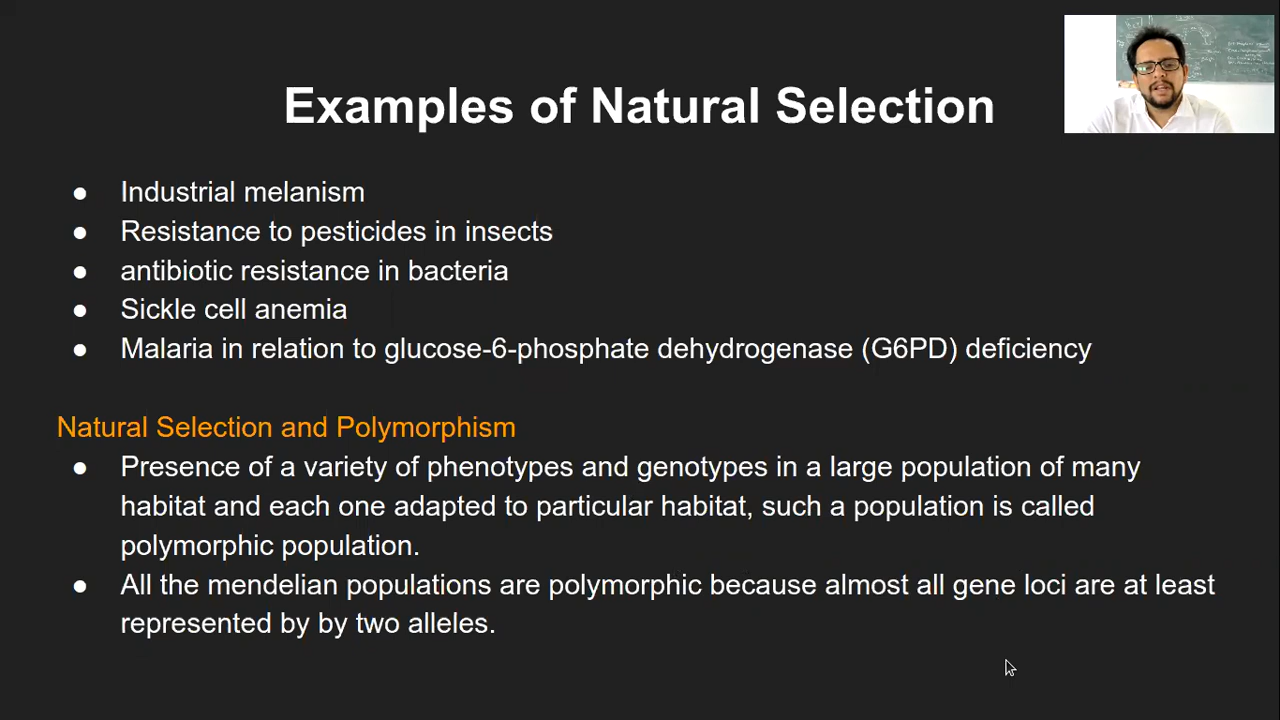 Examples of Natural Selection
● Industrial melanism
● Resistance to pesticides in insects
● antibiotic resistance in bacteria
● Sickle cell anemia
● Malaria in relation to glucose-6-phosphate dehydrogenase (G6PD) deficiency
Natural Selection and Polymorphism
● Presence of a variety of phenotypes and genotypes in a large population of many
habitat and each one adapted to particular habitat, such a population is called
polymorphic population.
● All the mendelian populations are polymorphic because almost all gene loci are at least
represented by by two alleles.